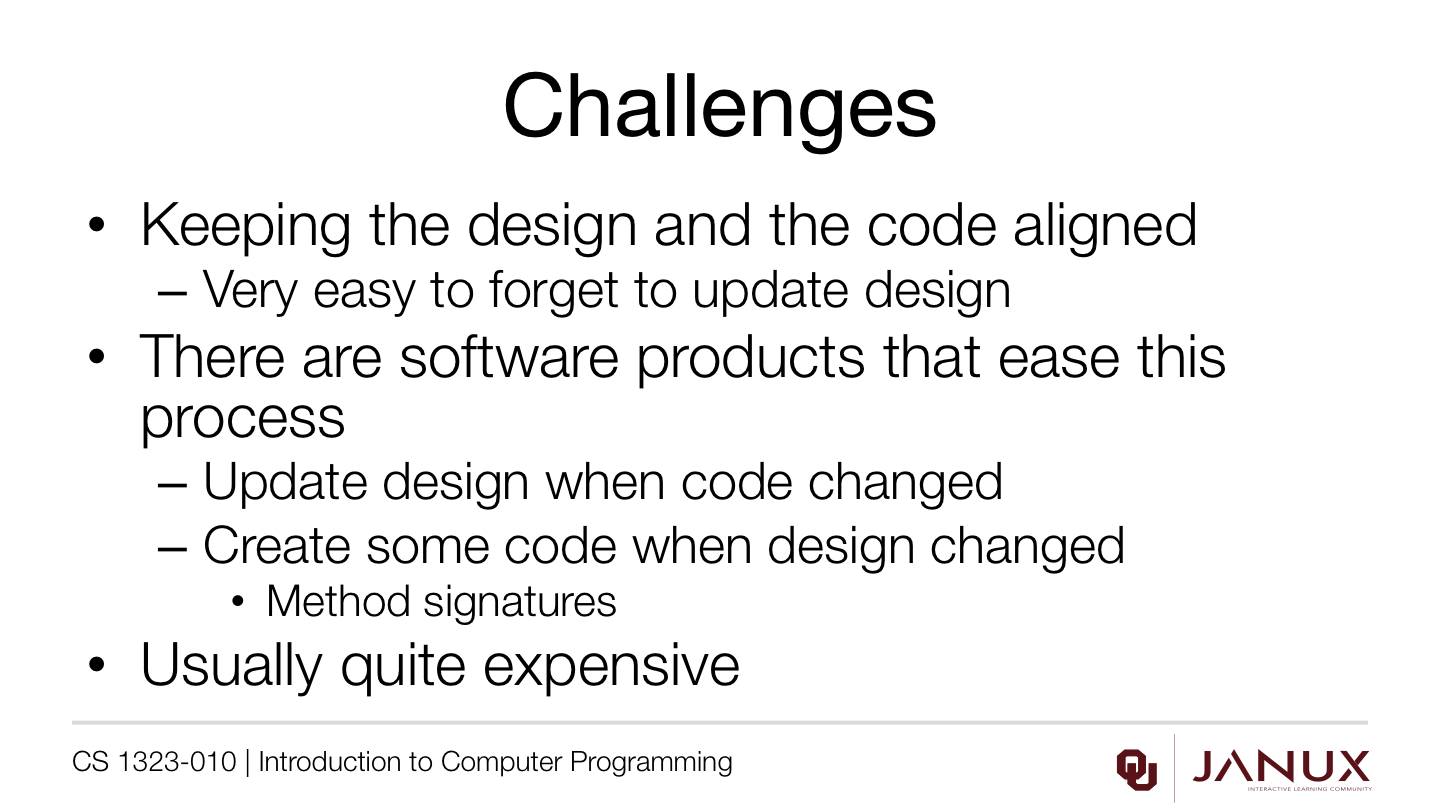 Challenges
• Keeping the design and the code aligned
– Very easy to forget to update design
• There are software products that ease this
process
– Update design when code changed
– Create some code when design changed
• Method signatures
• Usually quite expensive
CS 1323-010 | Introduction to Computer Programming
OU
JANUX
INTERACTIVE LEARNING COMMUNITY